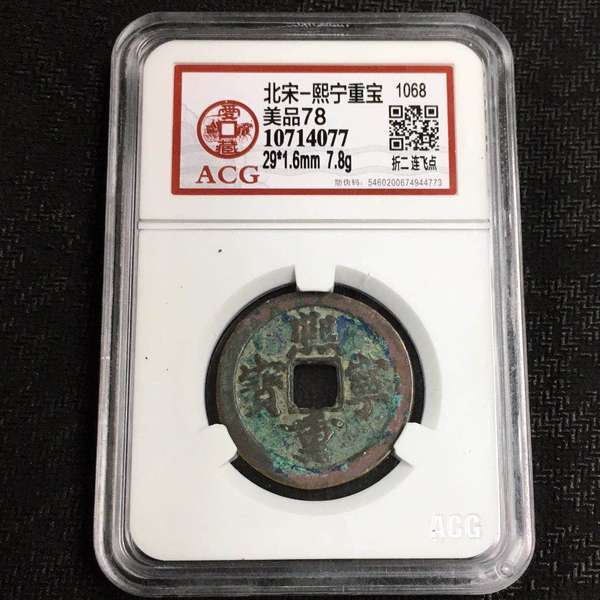 北宋-熙宁重宝 1068
美品78
10714077
29*1.6mm 7.8g
折二 连飞点
防伪码: 5460200674944773
ACG
熙寧重寳
ACG